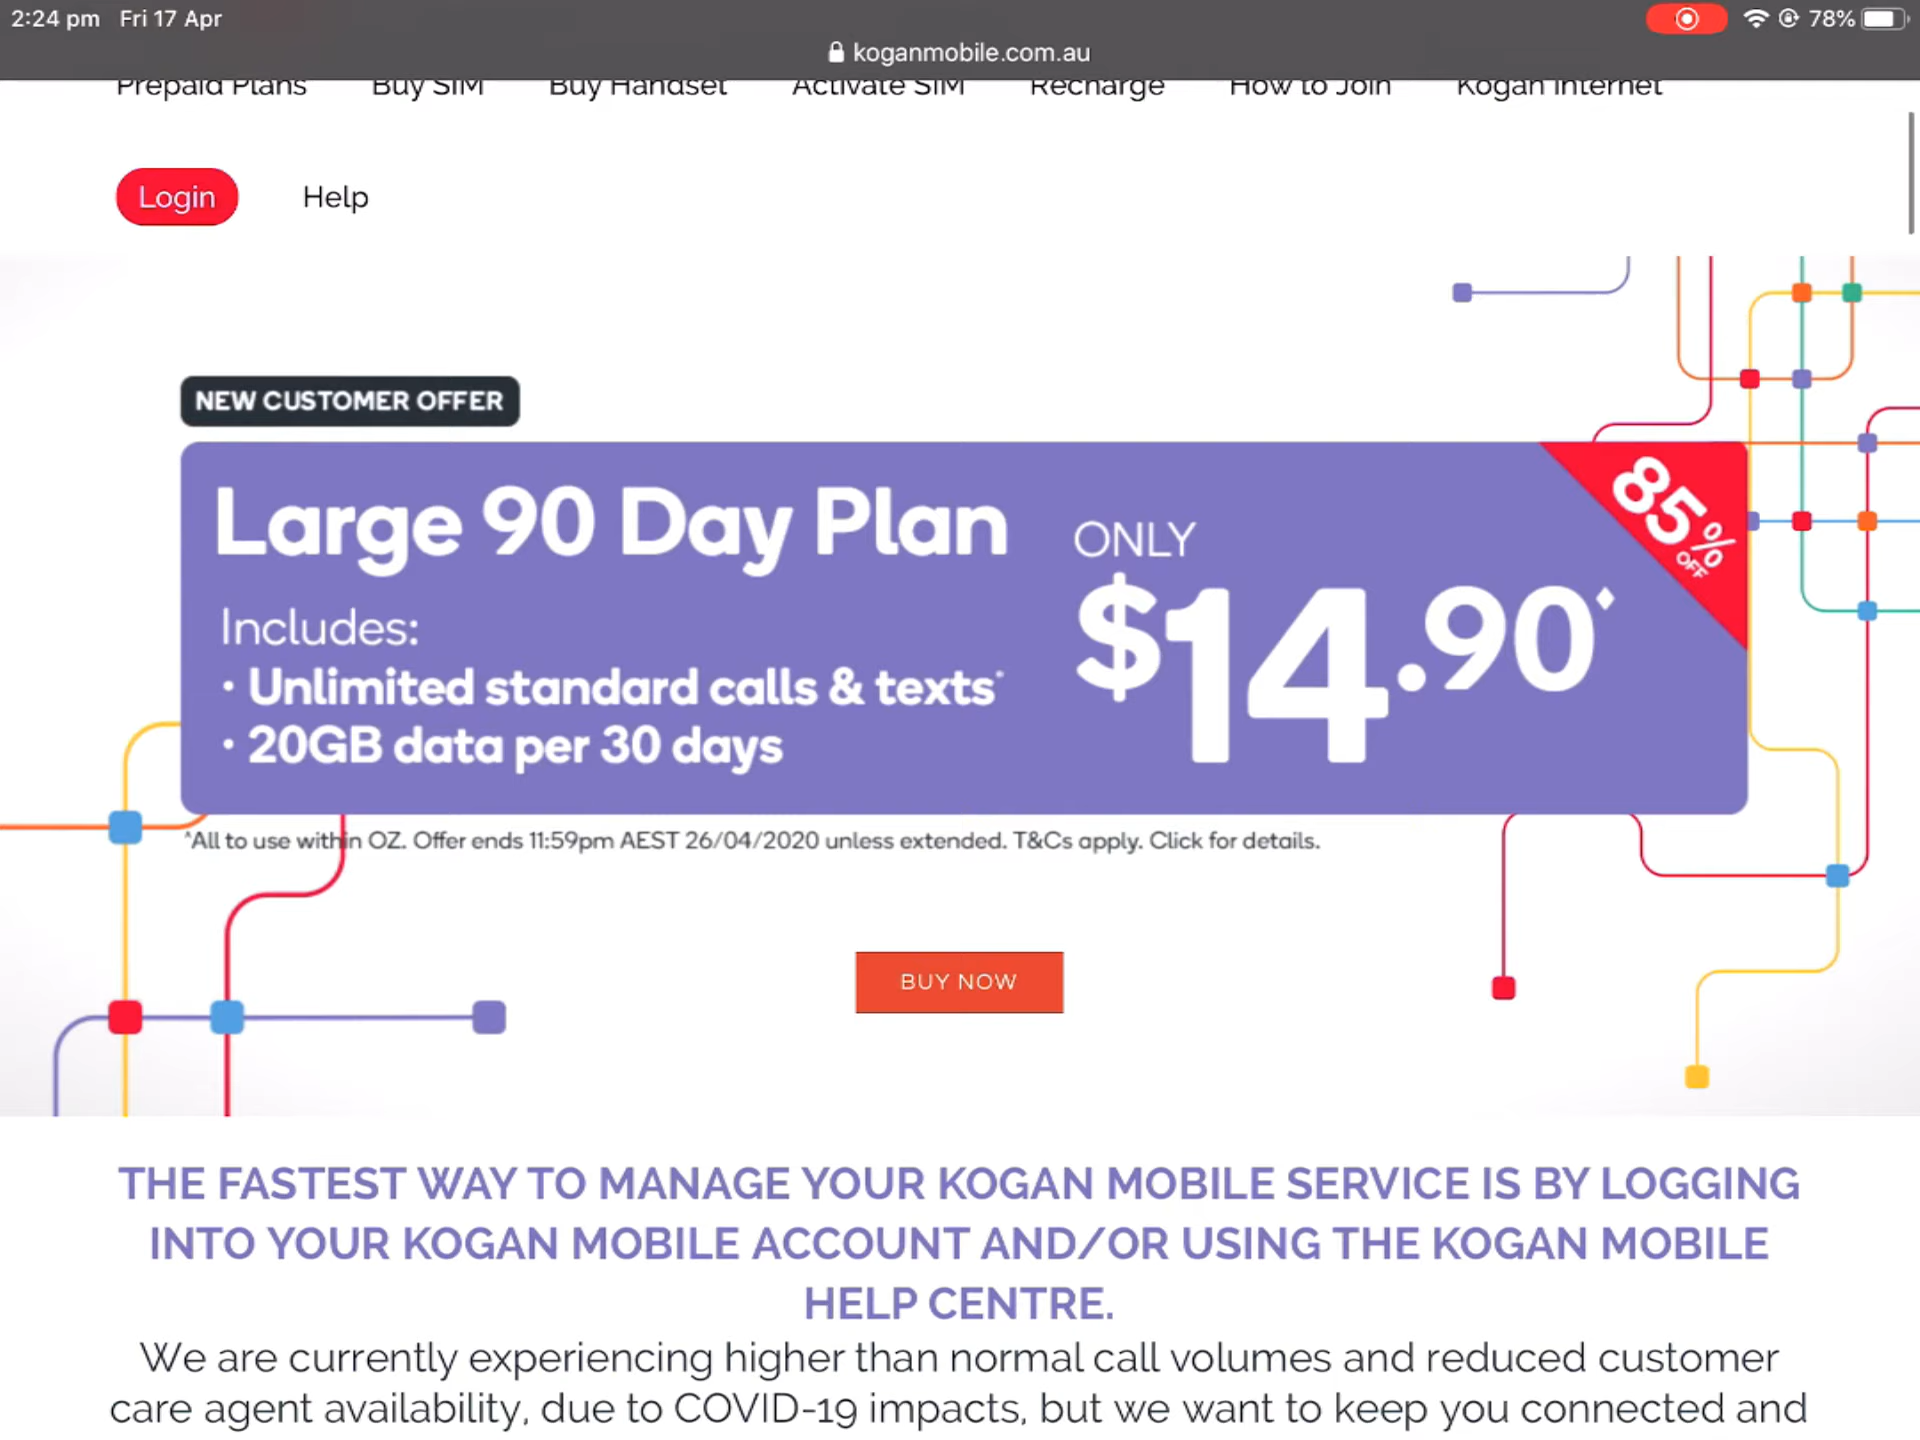 2:24 pm Fri 17 Apr
78%
koganmobile.com.au
Prepaid Plans Buy SIM Buy Handset Activate SIM Recharge How to Join Kogan Internet
Login Help
NEW CUSTOMER OFFER
Large 90 Day Plan
ONLY
$14.90♦
85% OFF
Includes:
• Unlimited standard calls & texts*
• 20GB data per 30 days
^All to use within OZ. Offer ends 11:59pm AEST 26/04/2020 unless extended. T&Cs apply. Click for details.
BUY NOW
THE FASTEST WAY TO MANAGE YOUR KOGAN MOBILE SERVICE IS BY LOGGING
INTO YOUR KOGAN MOBILE ACCOUNT AND/OR USING THE KOGAN MOBILE
HELP CENTRE.
We are currently experiencing higher than normal call volumes and reduced customer
care agent availability, due to COVID-19 impacts, but we want to keep you connected and